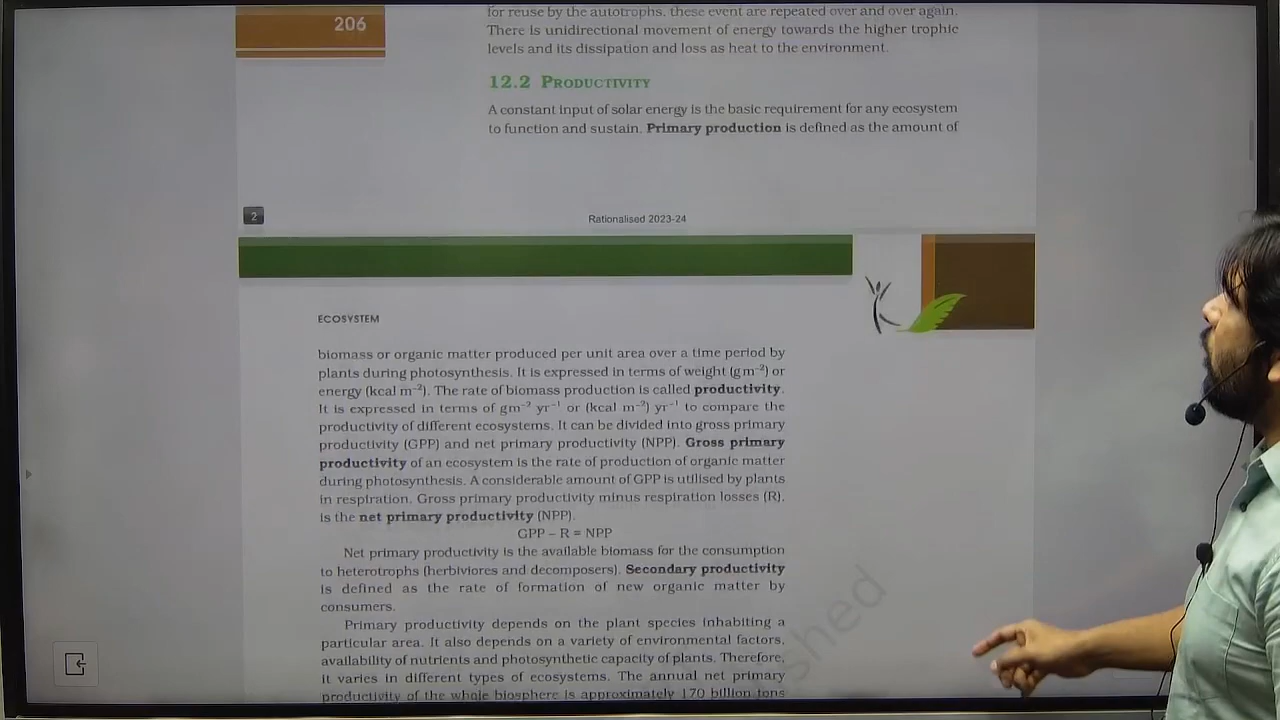 206
for reuse by the autotrophs, these event are repeated over and over again.
There is unidirectional movement of energy towards the higher trophic
levels and its dissipation and loss as heat to the environment.
12.2 PRODUCTIVITY
A constant input of solar energy is the basic requirement for any ecosystem
to function and sustain. Primary production is defined as the amount of
2
Rationalised 2023-24
ECOSYSTEM
biomass or organic matter produced per unit area over a time period by
plants during photosynthesis. It is expressed in terms of weight (gm⁻²) or
energy (kcal m⁻²). The rate of biomass production is called productivity.
It is expressed in terms of gm⁻² yr⁻¹ or (kcal m⁻²) yr⁻¹ to compare the
productivity of different ecosystems. It can be divided into gross primary
productivity (GPP) and net primary productivity (NPP). Gross primary
productivity of an ecosystem is the rate of production of organic matter
during photosynthesis. A considerable amount of GPP is utilised by plants
in respiration. Gross primary productivity minus respiration losses (R),
is the net primary productivity (NPP).
GPP – R = NPP
Net primary productivity is the available biomass for the consumption
to heterotrophs (herbiviores and decomposers). Secondary productivity
is defined as the rate of formation of new organic matter by
consumers.
Primary productivity depends on the plant species inhabiting a
particular area. It also depends on a variety of environmental factors,
availability of nutrients and photosynthetic capacity of plants. Therefore,
it varies in different types of ecosystems. The annual net primary
productivity of the whole biosphere is approximately 170 billion tons
shed